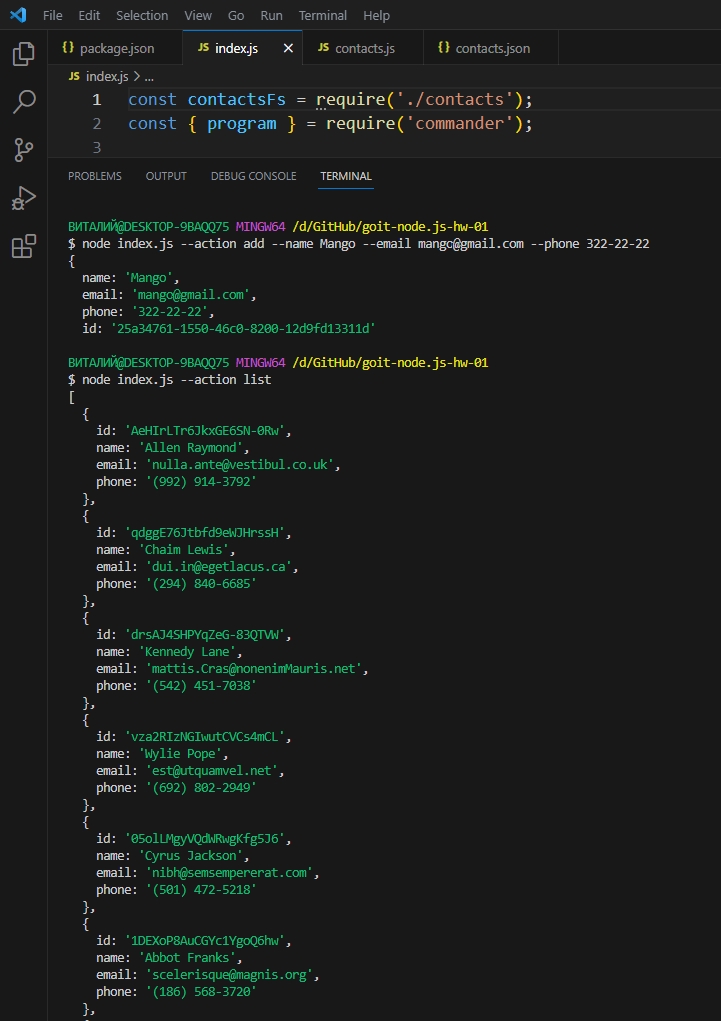 File Edit Selection View Go Run Terminal Help
{} package.json JS index.js × JS contacts.js {} contacts.json
JS index.js > ...
1 const contactsFs = require('./contacts');
2 const { program } = require('commander');
3
PROBLEMS OUTPUT DEBUG CONSOLE TERMINAL
ВИТАЛИЙ@DESKTOP-9BAQQ75 MINGW64 /d/GitHub/goit-node.js-hw-01
$ node index.js --action add --name Mango --email mango@gmail.com --phone 322-22-22
{
name: 'Mango',
email: 'mango@gmail.com',
phone: '322-22-22',
id: '25a34761-1550-46c0-8200-12d9fd13311d'
ВИТАЛИЙ@DESKTOP-9BAQQ75 MINGW64 /d/GitHub/goit-node.js-hw-01
$ node index.js --action list
[
{
id: 'AeHIrLTr6JkxGE6SN-0Rw',
name: 'Allen Raymond',
email: 'nulla.ante@vestibul.co.uk',
phone: '(992) 914-3792'
},
{
id: 'qdggE76Jtbfd9eWJHrssH',
name: 'Chaim Lewis',
email: 'dui.in@egetlacus.ca',
phone: '(294) 840-6685'
},
{
id: 'drsAJ4SHPYqZeG-83QTVW',
name: 'Kennedy Lane',
email: 'mattis.Cras@nonenimMauris.net',
phone: '(542) 451-7038'
},
{
id: 'vza2RIzNGIwutCVCs4mCL',
name: 'Wylie Pope',
email: 'est@utquamvel.net',
phone: '(692) 802-2949'
},
{
id: '05olLMgyVQdWRwgKfg5J6',
name: 'Cyrus Jackson',
email: 'nibh@semsempererat.com',
phone: '(501) 472-5218'
},
{
id: '1DEXoP8AuCGYc1YgoQ6hw',
name: 'Abbot Franks',
email: 'scelerisque@magnis.org',
phone: '(186) 568-3720'
},